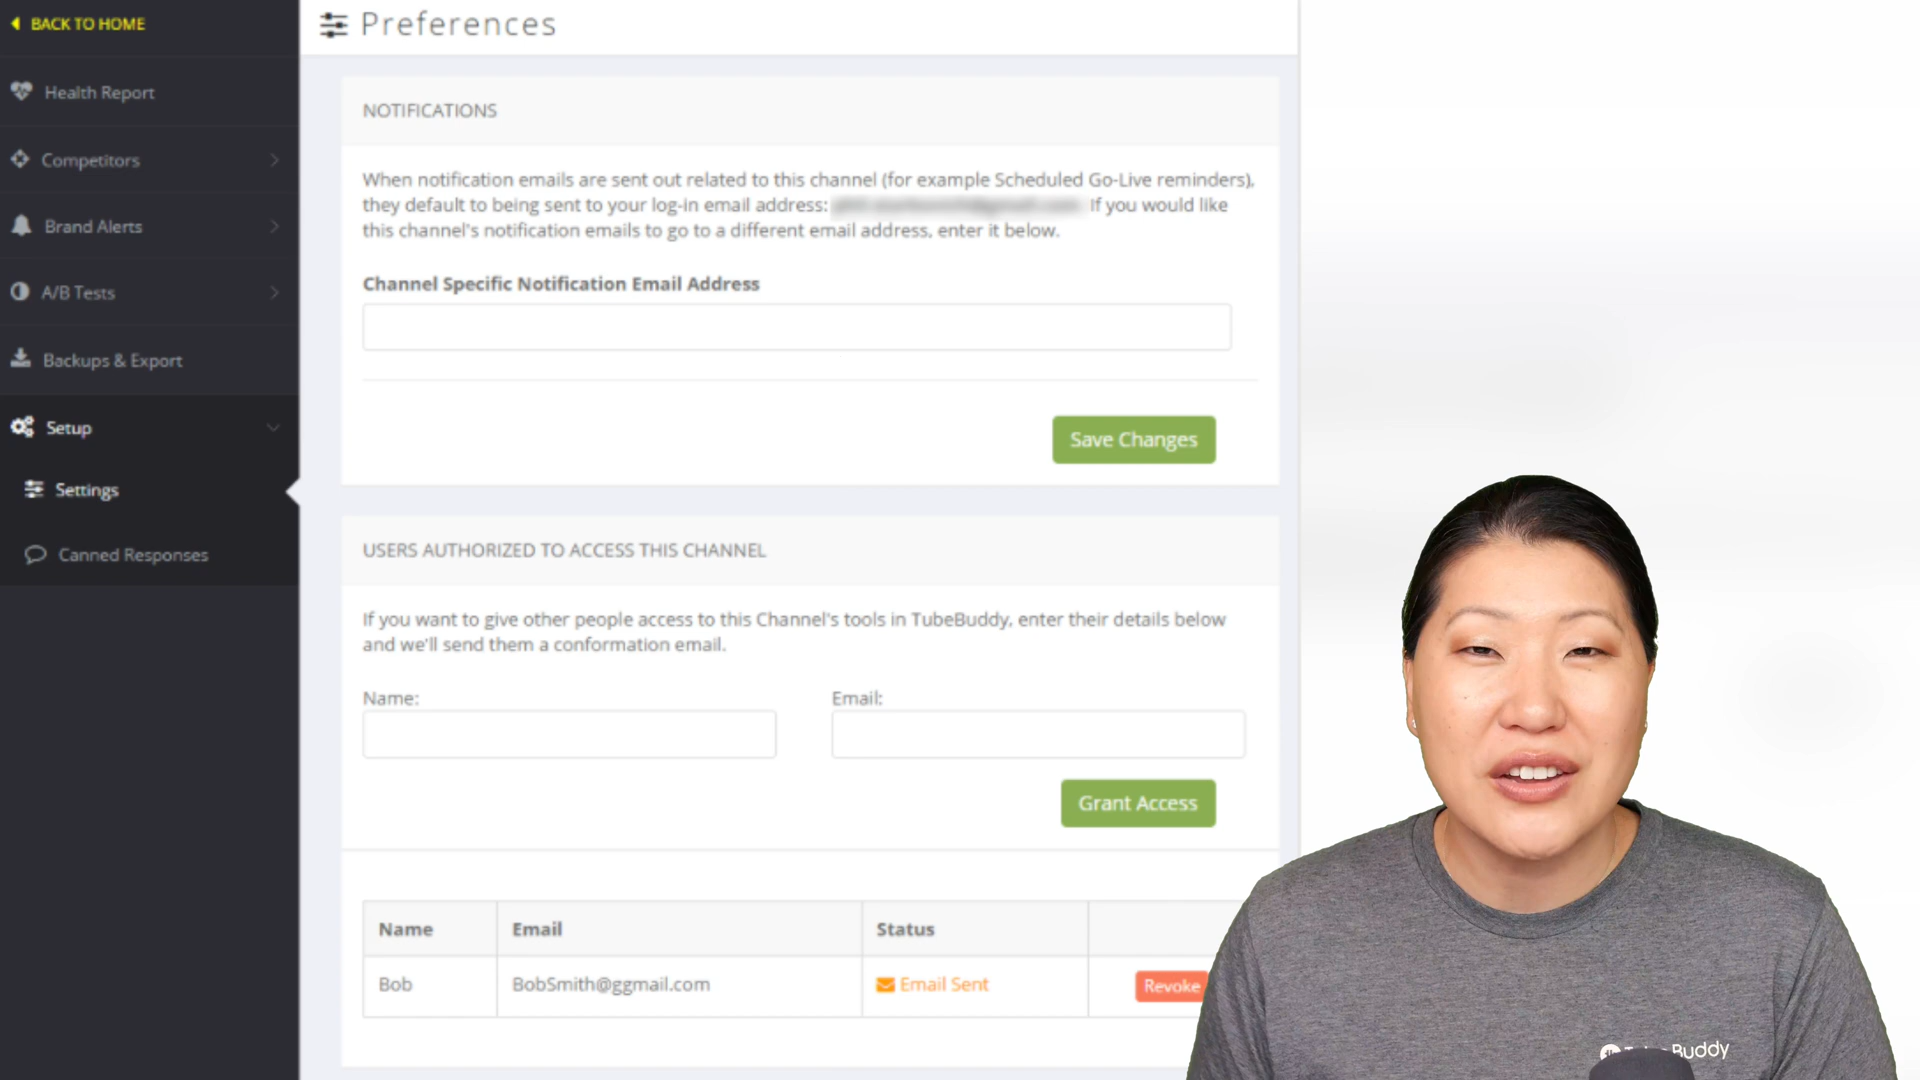 BACK TO HOME
Health Report
Competitors
Brand Alerts
A/B Tests
Backups & Export
Setup
Settings
Canned Responses
Preferences
NOTIFICATIONS
When notification emails are sent out related to this channel (for example Scheduled Go-Live reminders),
they default to being sent to your log-in email address: If you would like
this channel's notification emails to go to a different email address, enter it below.
Channel Specific Notification Email Address
Save Changes
USERS AUTHORIZED TO ACCESS THIS CHANNEL
If you want to give other people access to this Channel's tools in TubeBuddy, enter their details below
and we'll send them a conformation email.
Name: Email:
Grant Access
Name Email Status
Bob BobSmith@ggmail.com Email Sent Revoke
Buddy